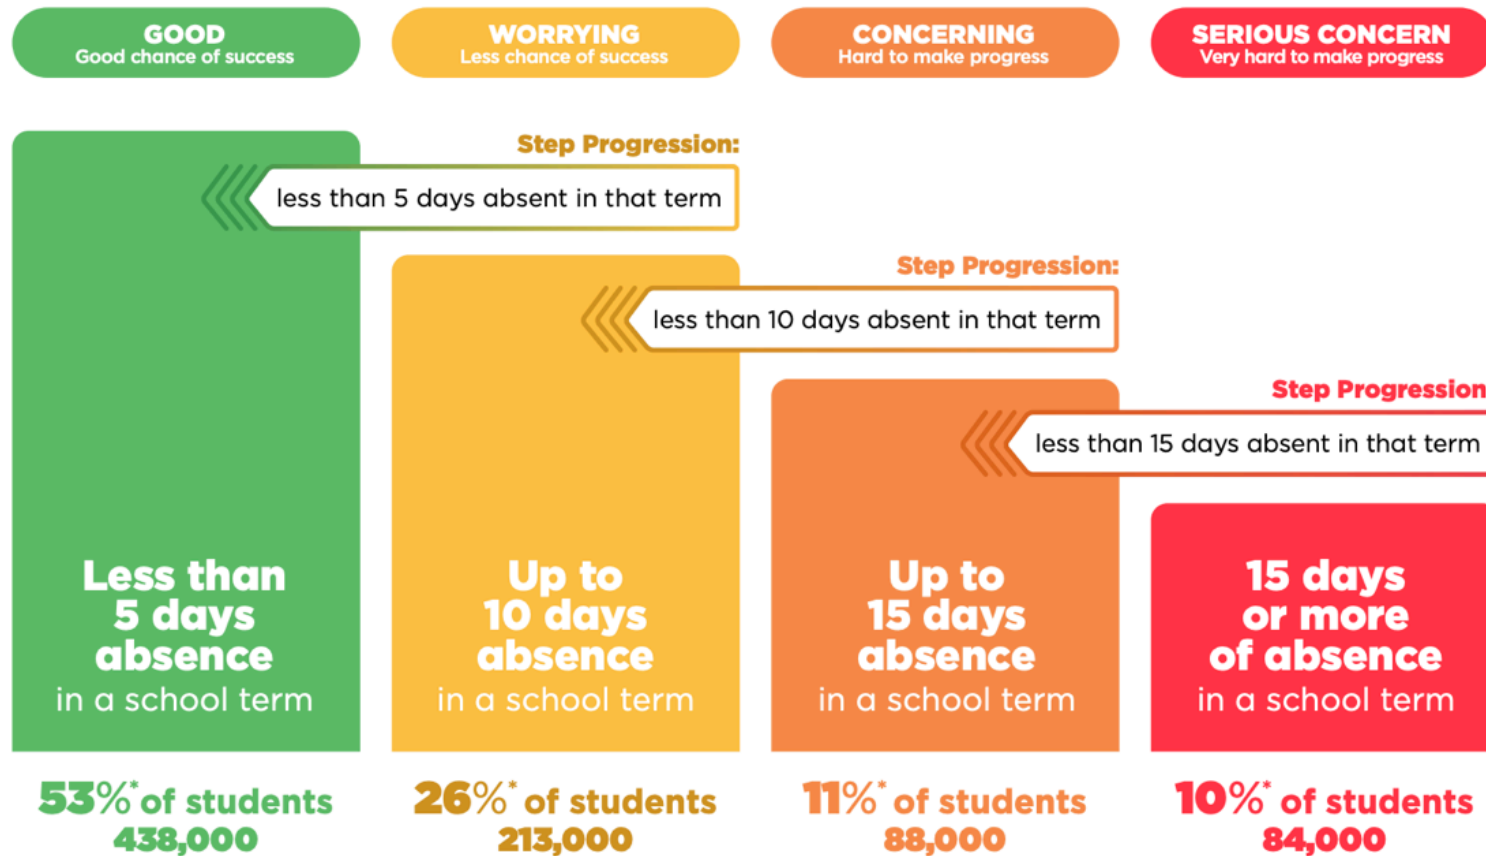 GOOD
Good chance of success
WORRYING
Less chance of success
CONCERNING
Hard to make progress
SERIOUS CONCERN
Very hard to make progress
Step Progression:
less than 5 days absent in that term
Step Progression:
less than 10 days absent in that term
Step Progression
less than 15 days absent in that term
Less than
5 days
absence
in a school term
Up to
10 days
absence
in a school term
Up to
15 days
absence
in a school term
15 days
or more
of absence
in a school term
53%* of students
438,000
26%* of students
213,000
11%* of students
88,000
10%* of students
84,000